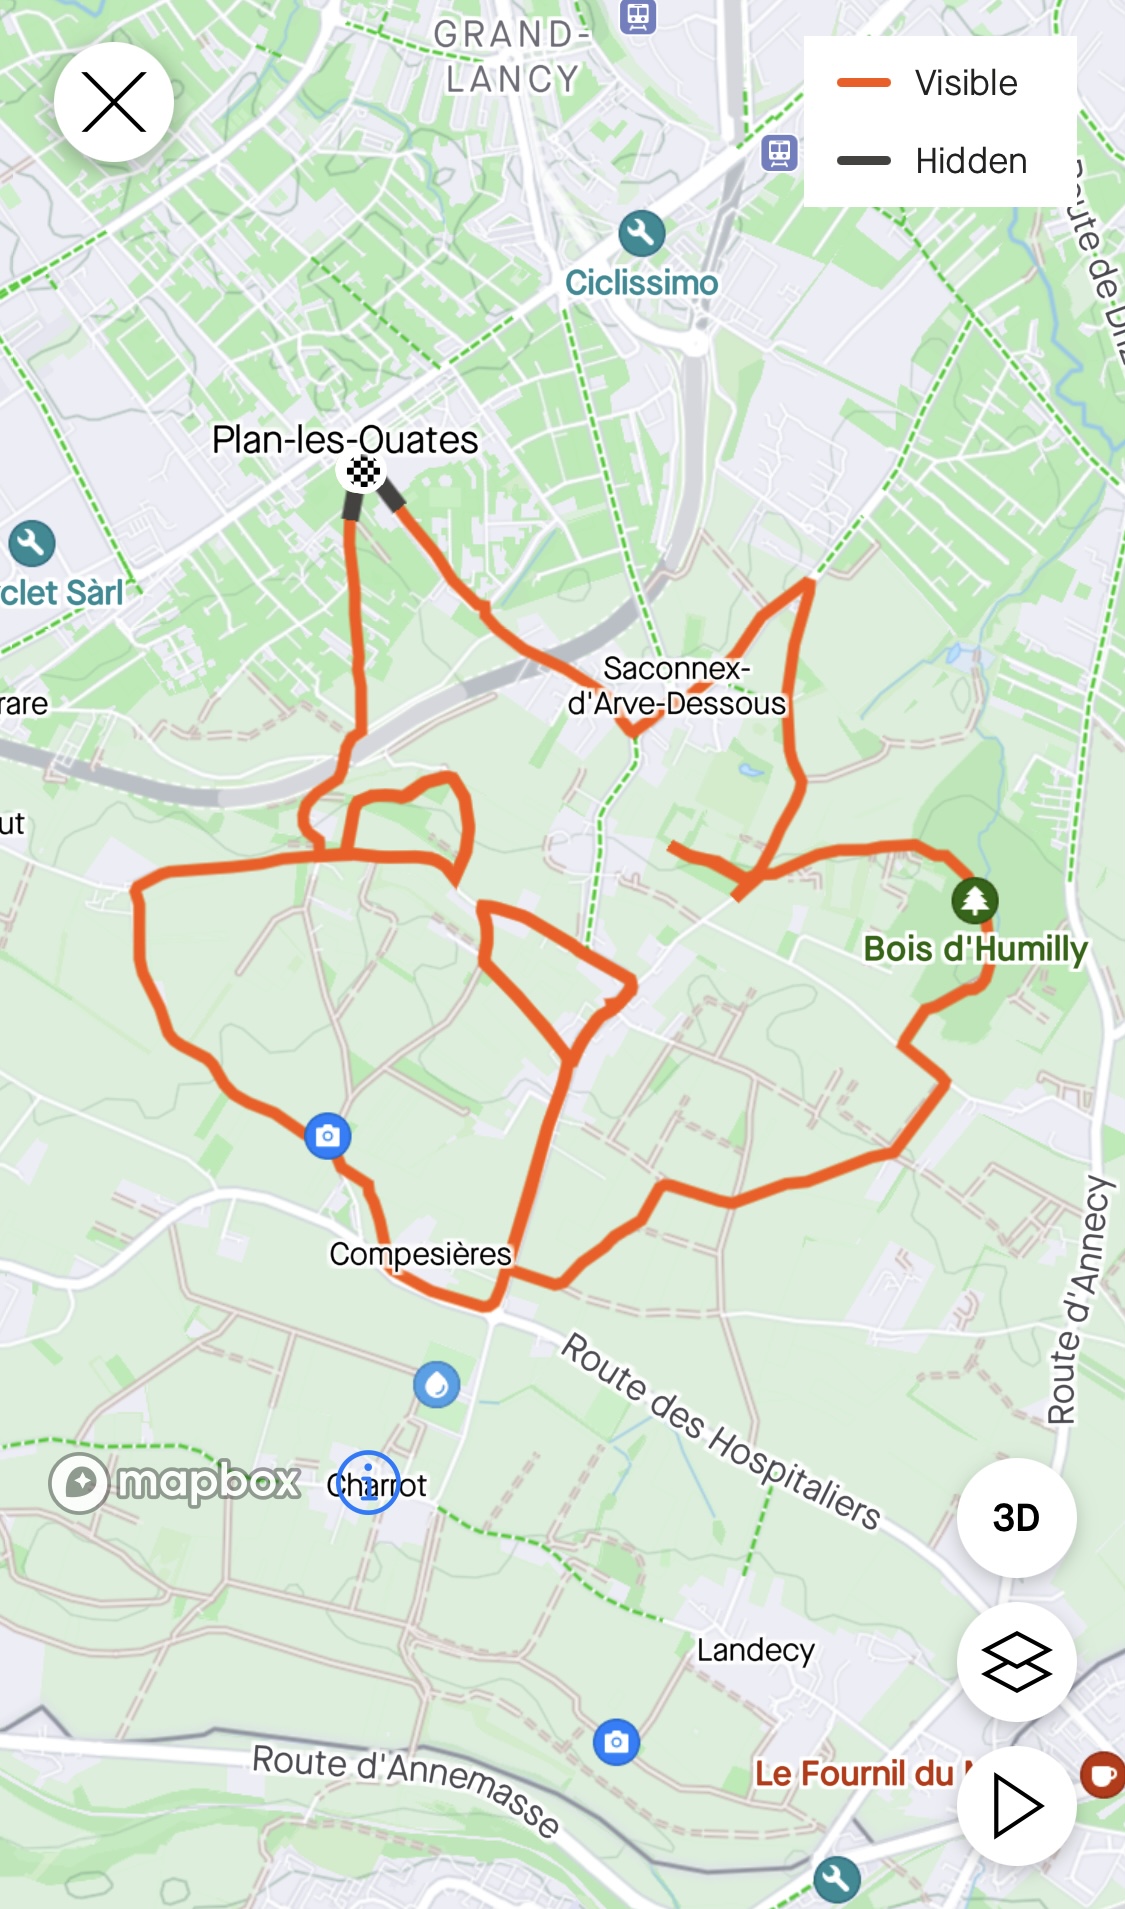 GRAND-
LANCY
Visible
Hidden
Ciclissimo
Plan-les-Ouates
clet Sàrl
Saconnex-
d'Arve-Dessous
rare
ut
Bois d'Humilly
Compesières
Route d'Annecy
Route des Hospitaliers
mapbox
Charrot
3D
Landecy
Route d'Annemasse
Le Fournil du